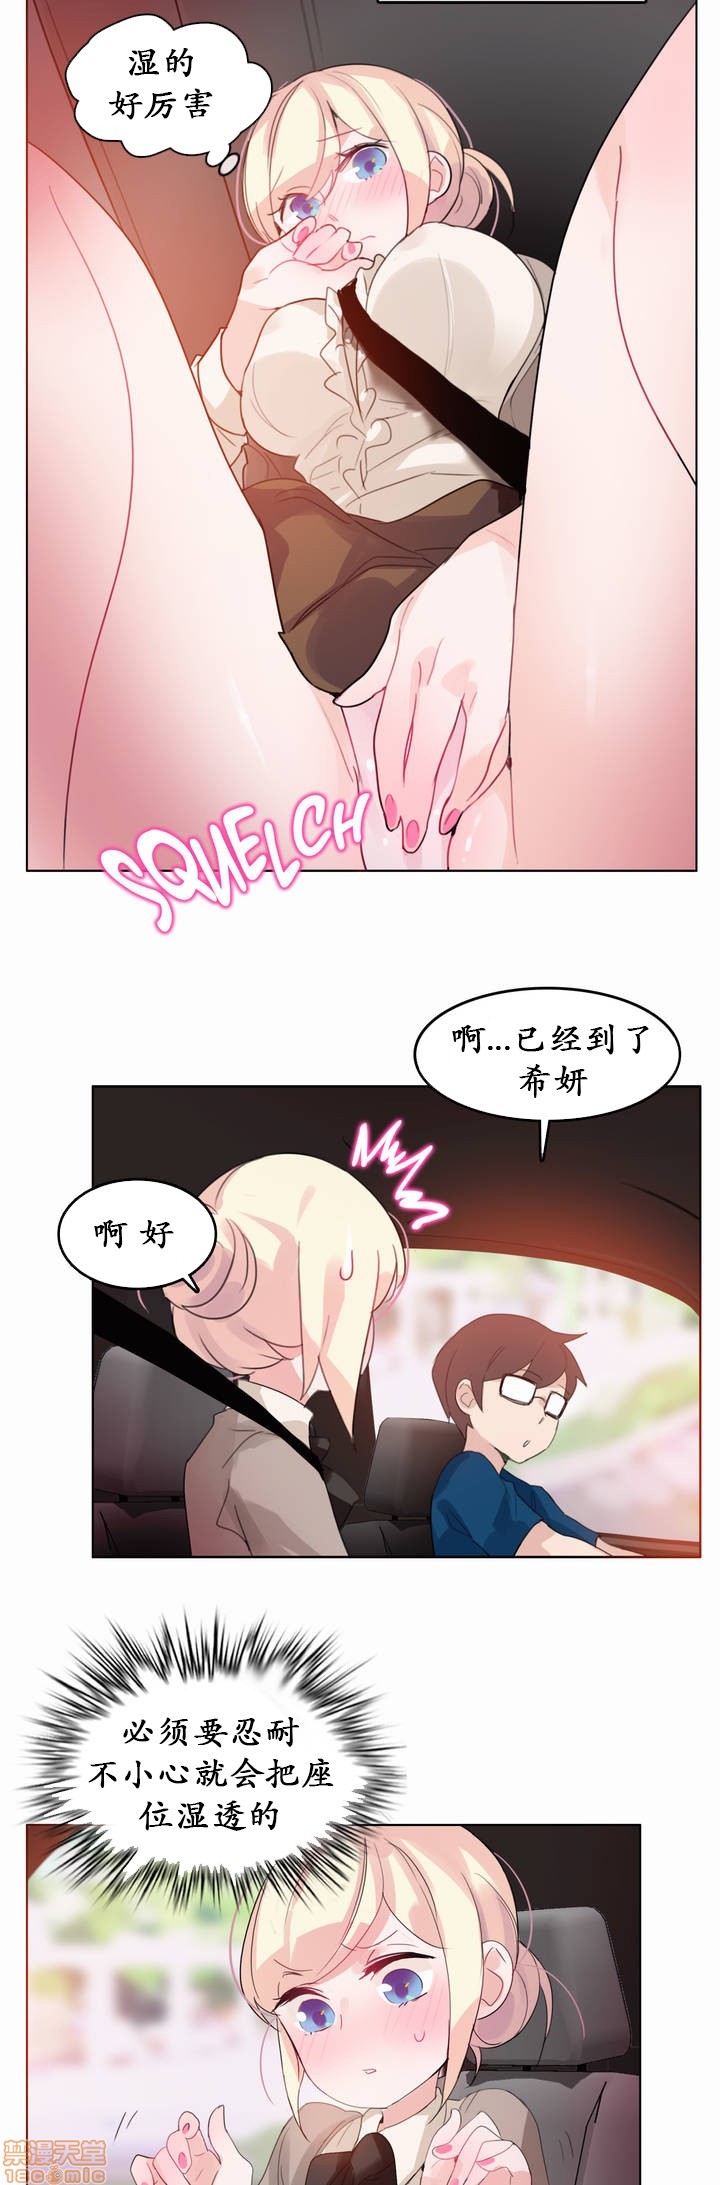 湿的
好厉害
SQUELCH
啊...已经到了
希妍
啊 好
必须要忍耐
不小心就会把座
位湿透的
禁漫天堂
18comic